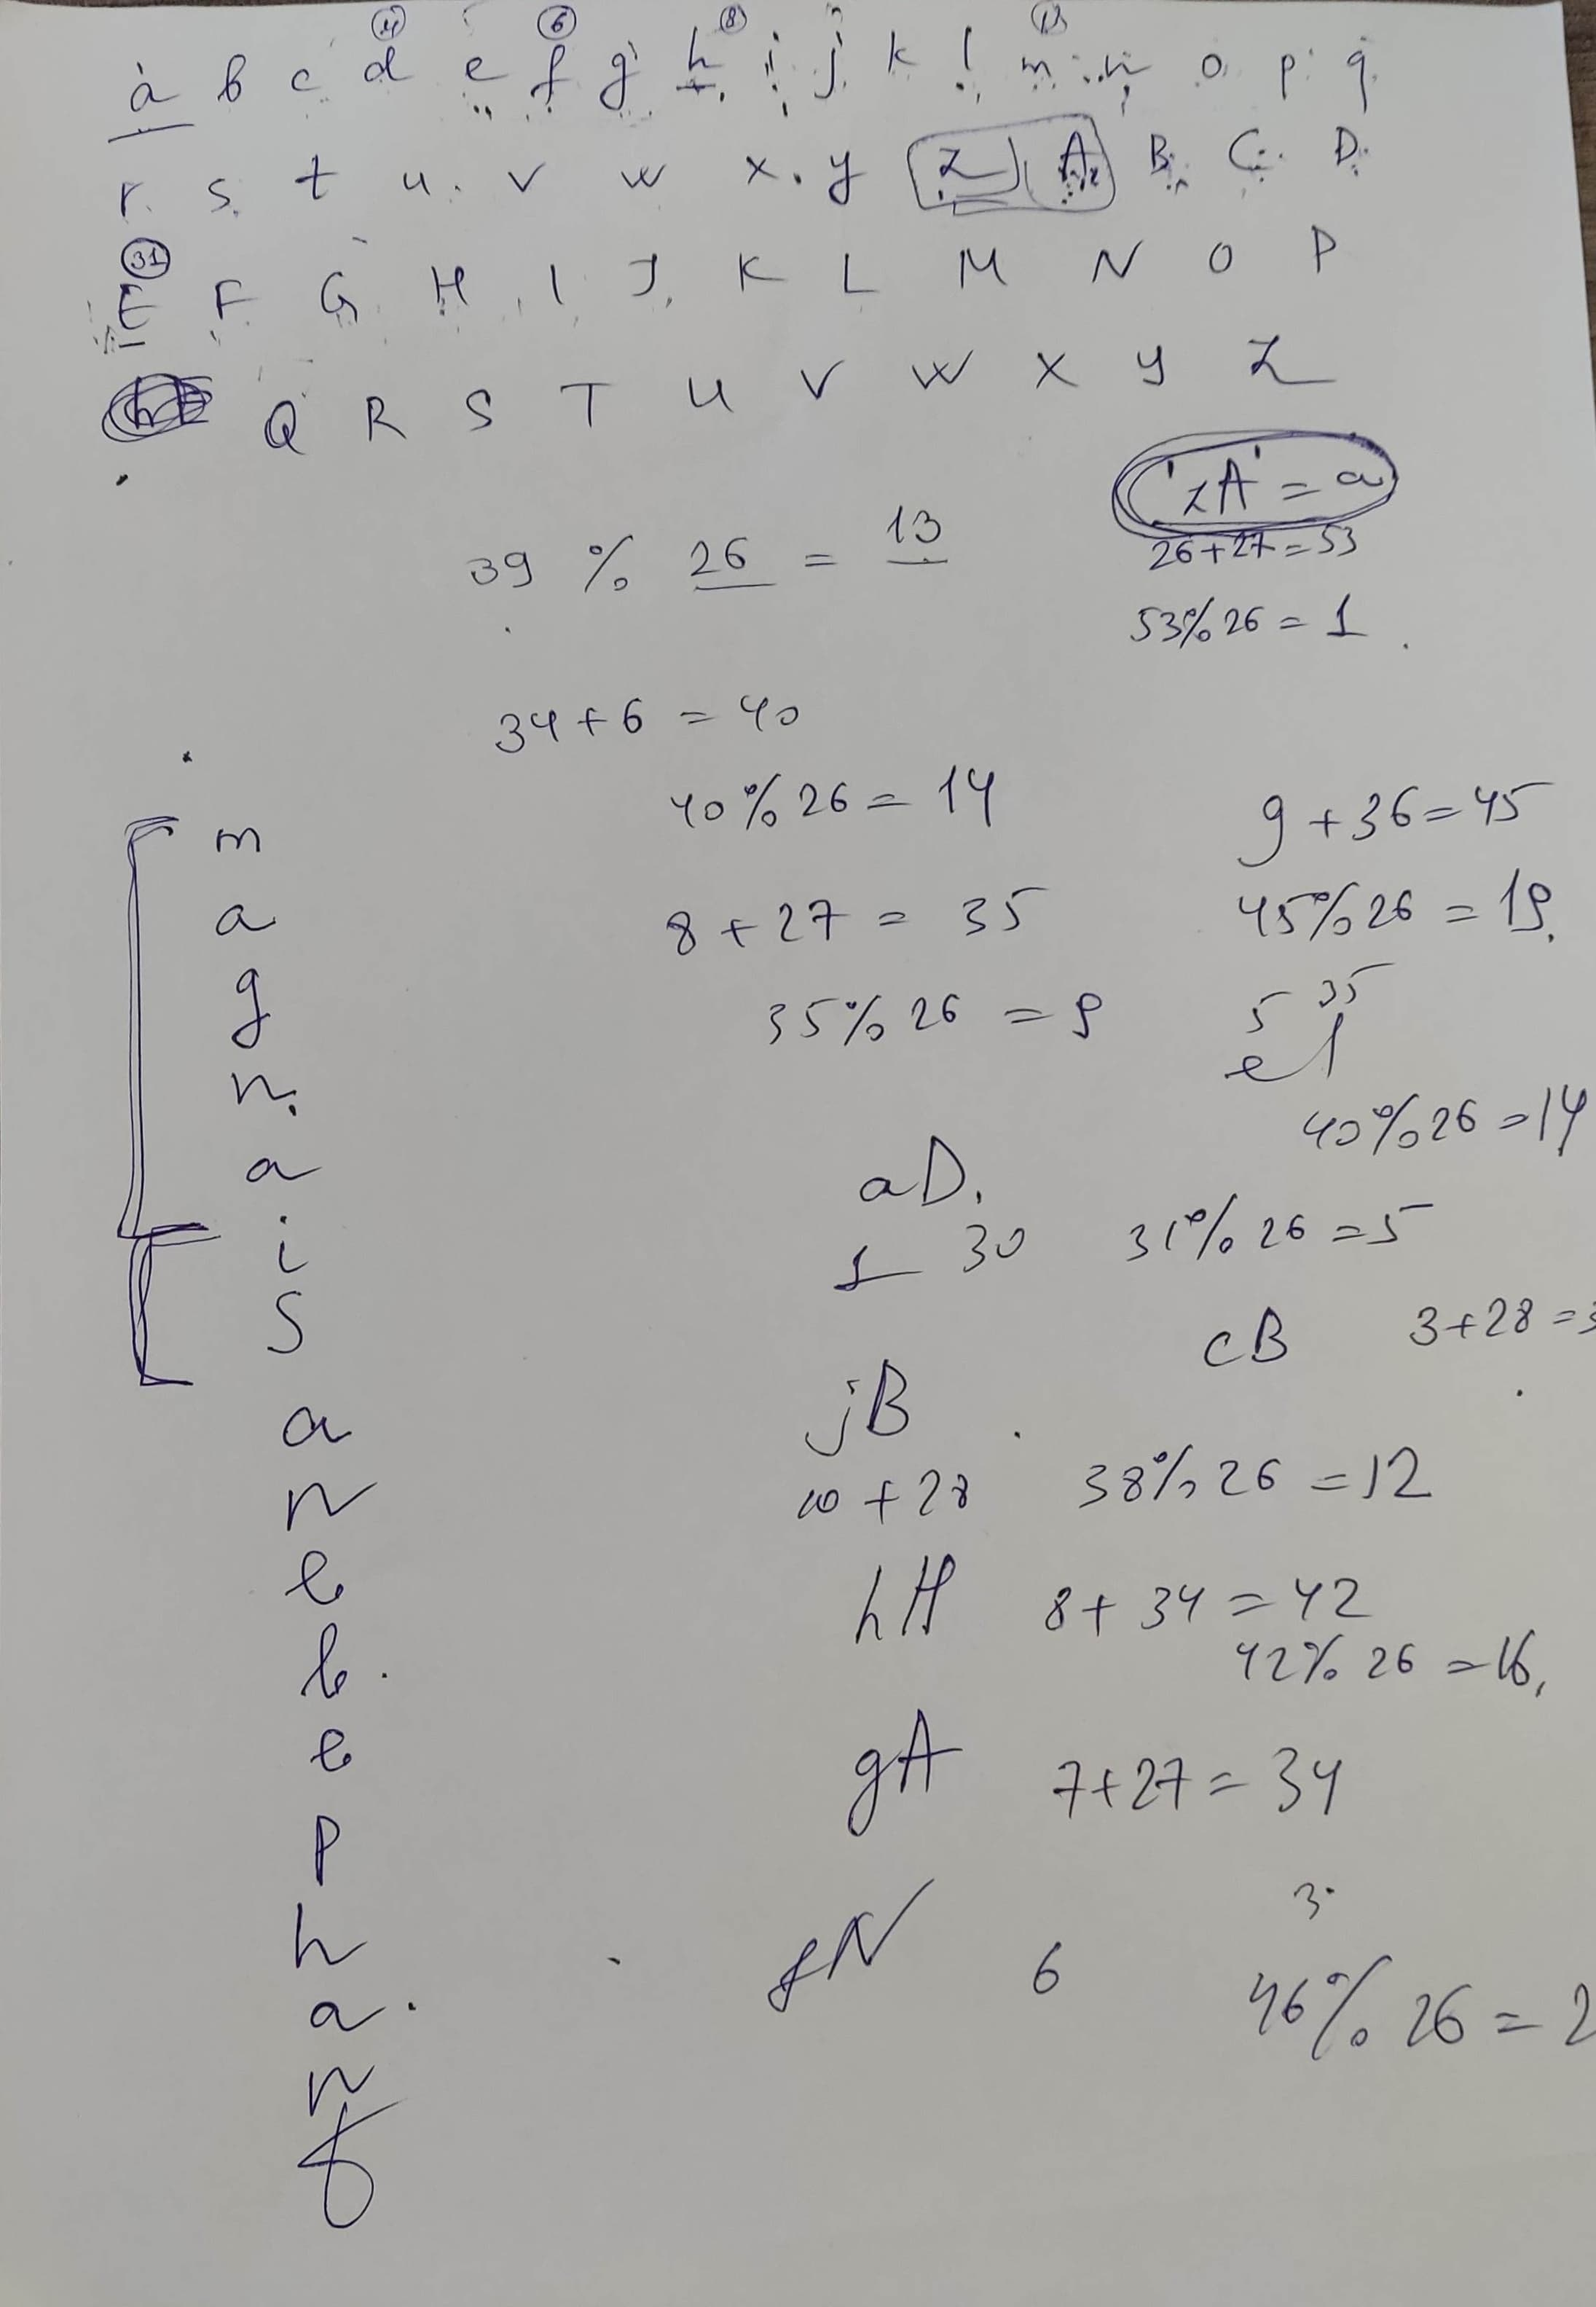 ④ ⑥ ⑧ ⑬
a b c d e f g h i j k l m n o p q
r s t u v w x y z A B C D
㉛
E F G H I J K L M N O P
Q R S T U V W X Y Z
'zA' = a
39 % 26 = 13
26+27=53
53%26 = 1
34+6 = 40
40%26 = 14
9+36=45
m
a
8+27 = 35
45%26 = 19
g
35%26 = 9
5 35
e I
n
40%26=14
a
aD
i
1 30 31%26=5
s
cB 3+28=3
a
jB
n
10+28 38%26=12
e
hH 8+34=42
b
42%26=16
e
gA 7+27=34
p
3
h
fN 6
a
46%26=2
n